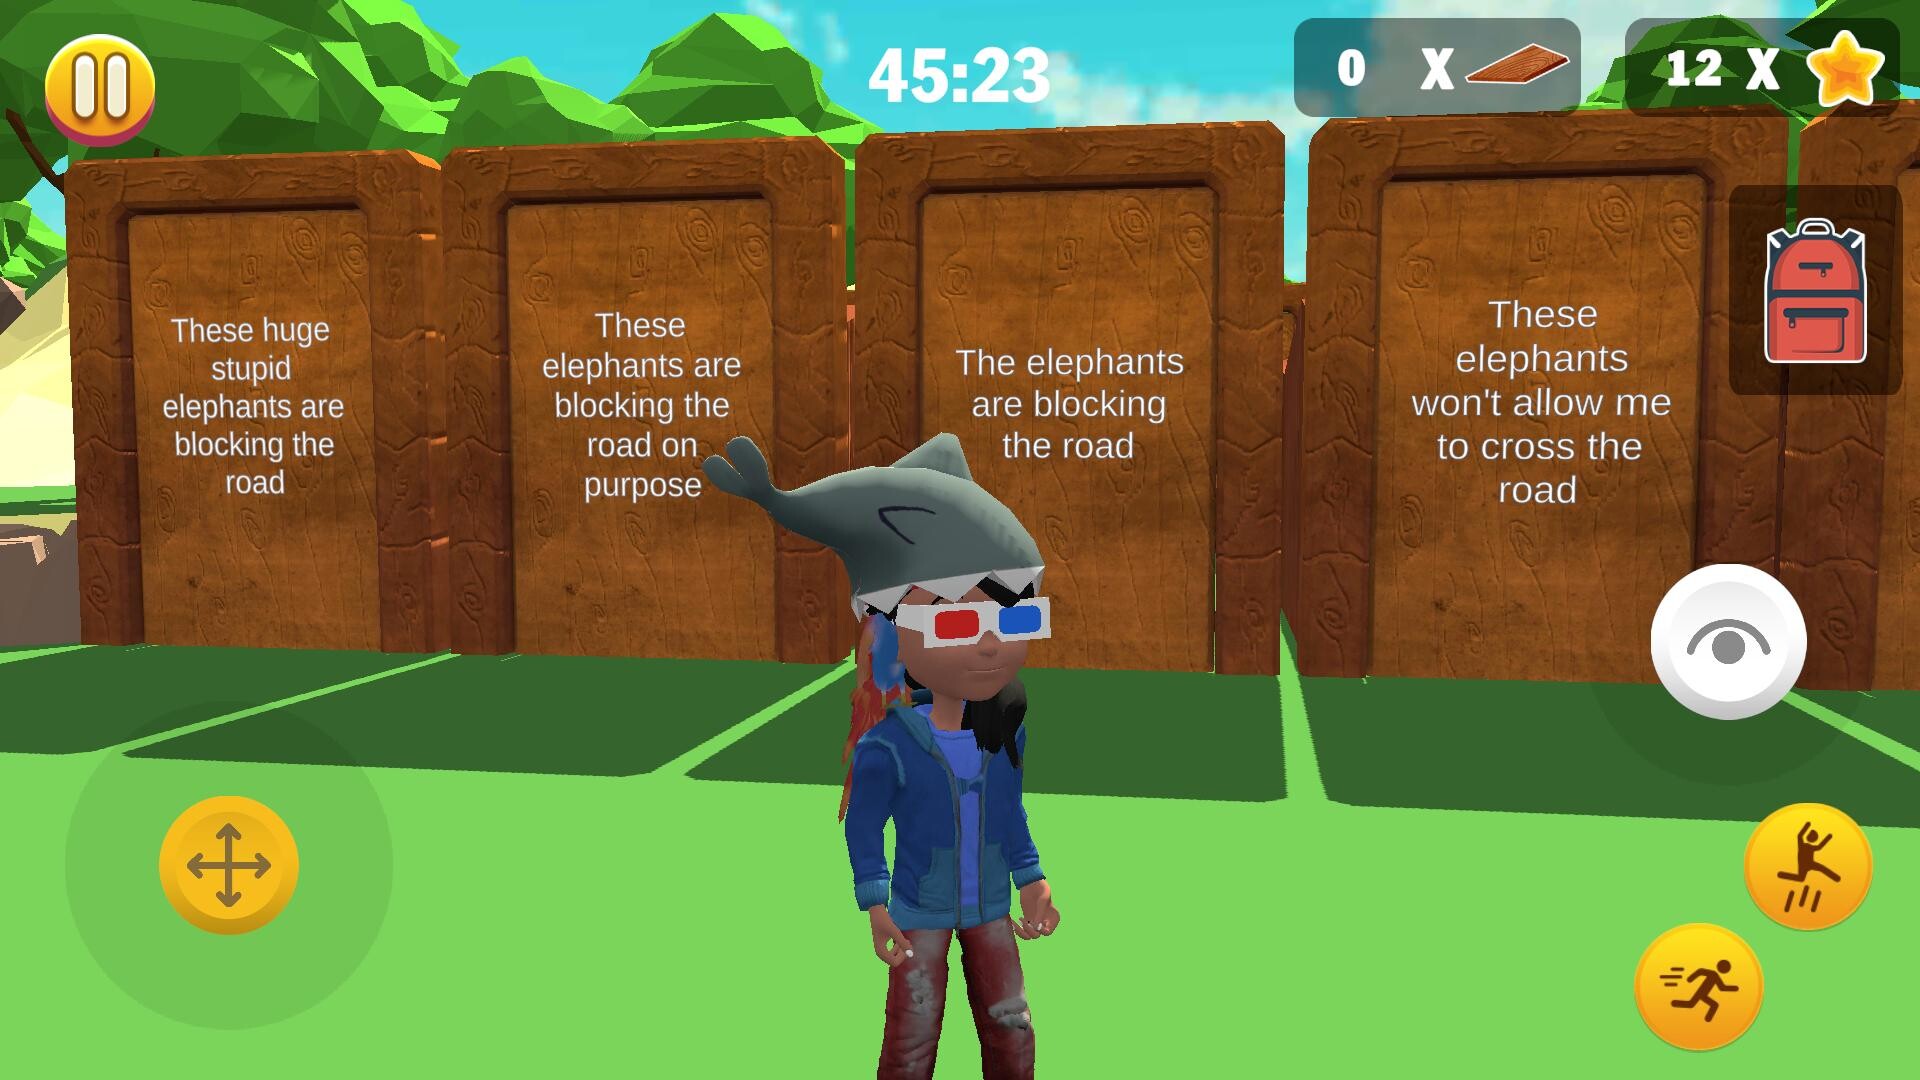 45:23
0 X
12 X
These huge
stupid
elephants are
blocking the
road
These
elephants are
blocking the
road on
purpose
The elephants
are blocking
the road
These
elephants
won't allow me
to cross the
road